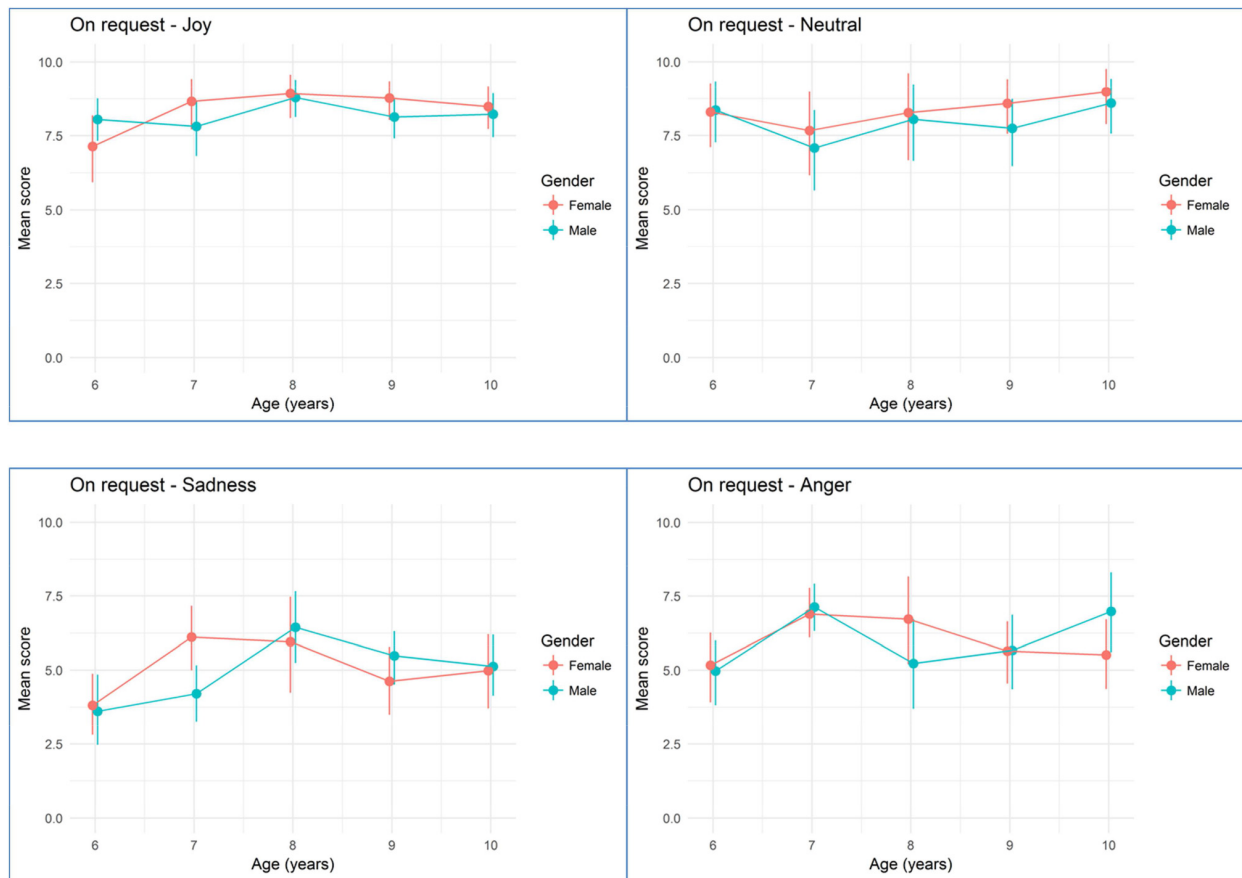 On request - Joy
10.0
7.5
5.0
2.5
0.0
Mean score
6 7 8 9 10
Age (years)
Gender
Female
Male
On request - Neutral
10.0
7.5
5.0
2.5
0.0
Mean score
6 7 8 9 10
Age (years)
Gender
Female
Male
On request - Sadness
10.0
7.5
5.0
2.5
0.0
Mean score
6 7 8 9 10
Age (years)
Gender
Female
Male
On request - Anger
10.0
7.5
5.0
2.5
0.0
Mean score
6 7 8 9 10
Age (years)
Gender
Female
Male